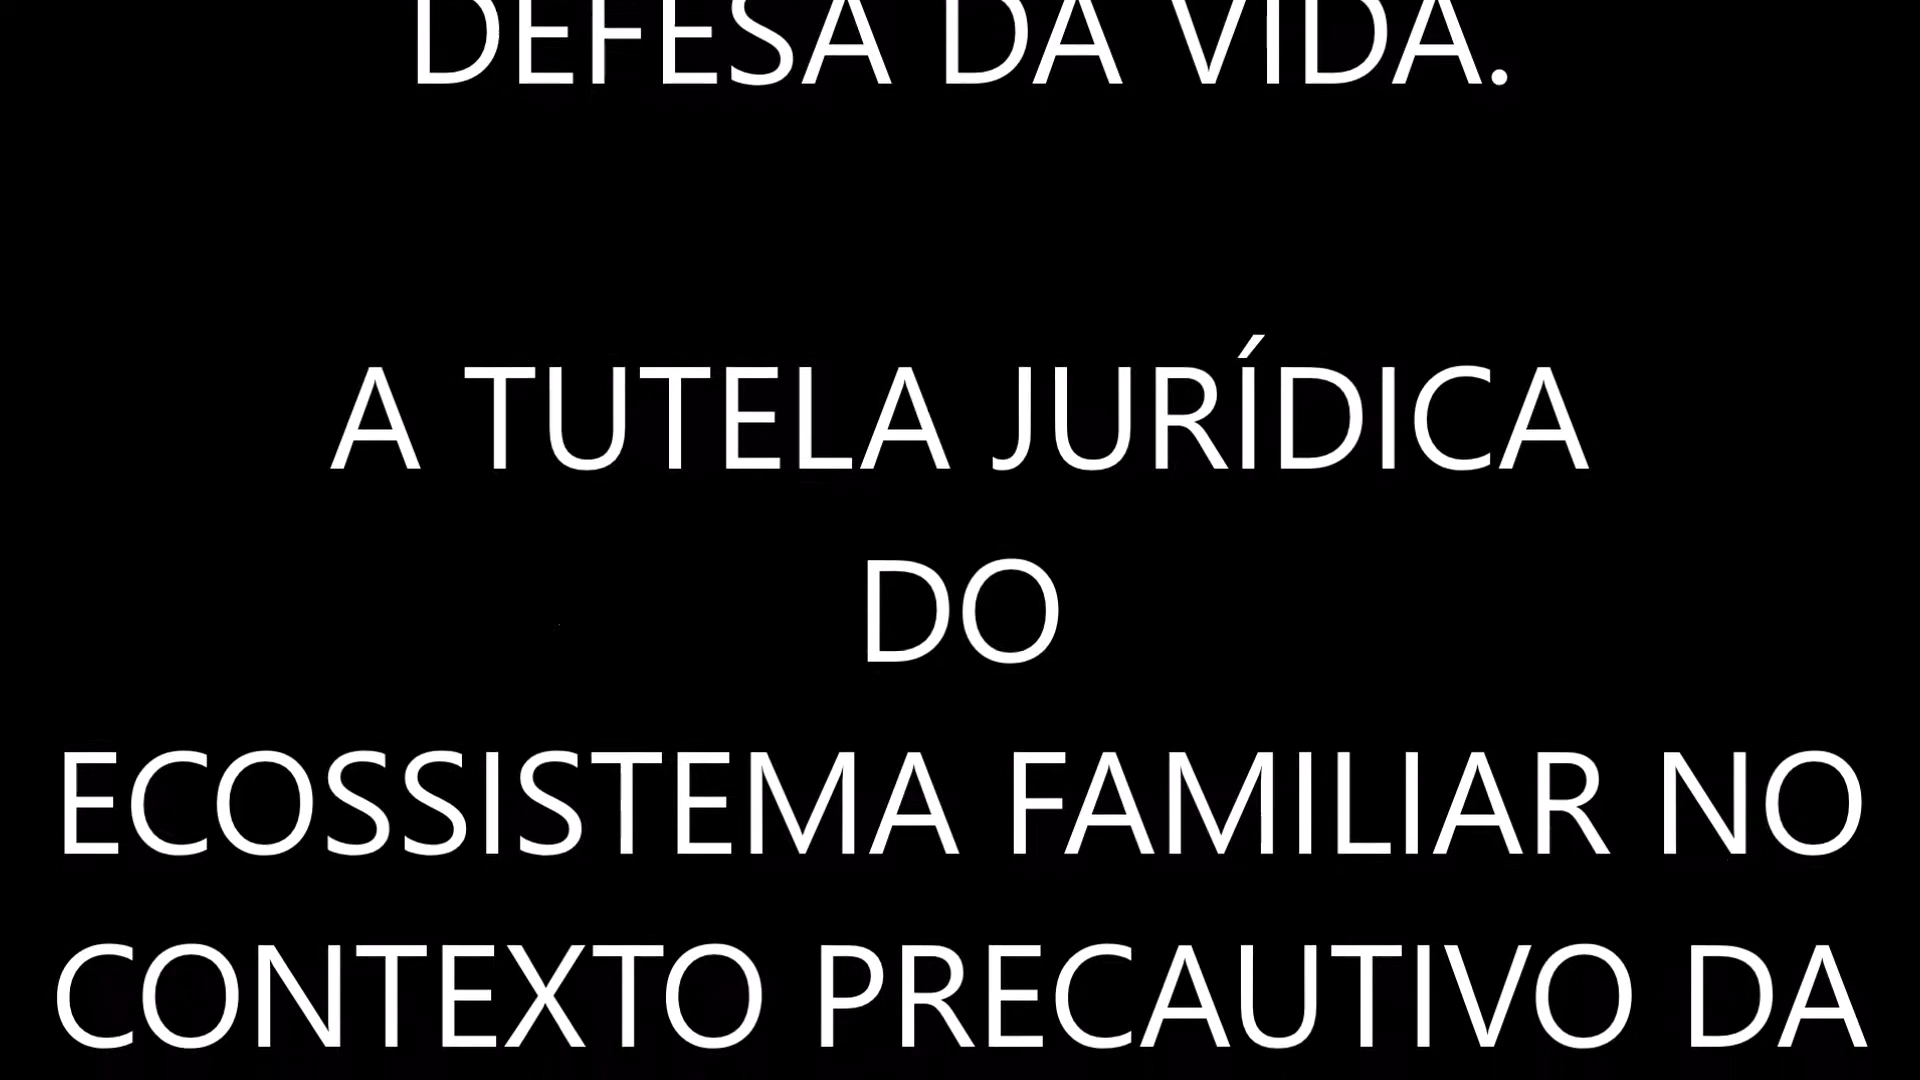 DEFESA DA VIDA.
A TUTELA JURÍDICA
DO
ECOSSISTEMA FAMILIAR NO
CONTEXTO PRECAUTIVO DA